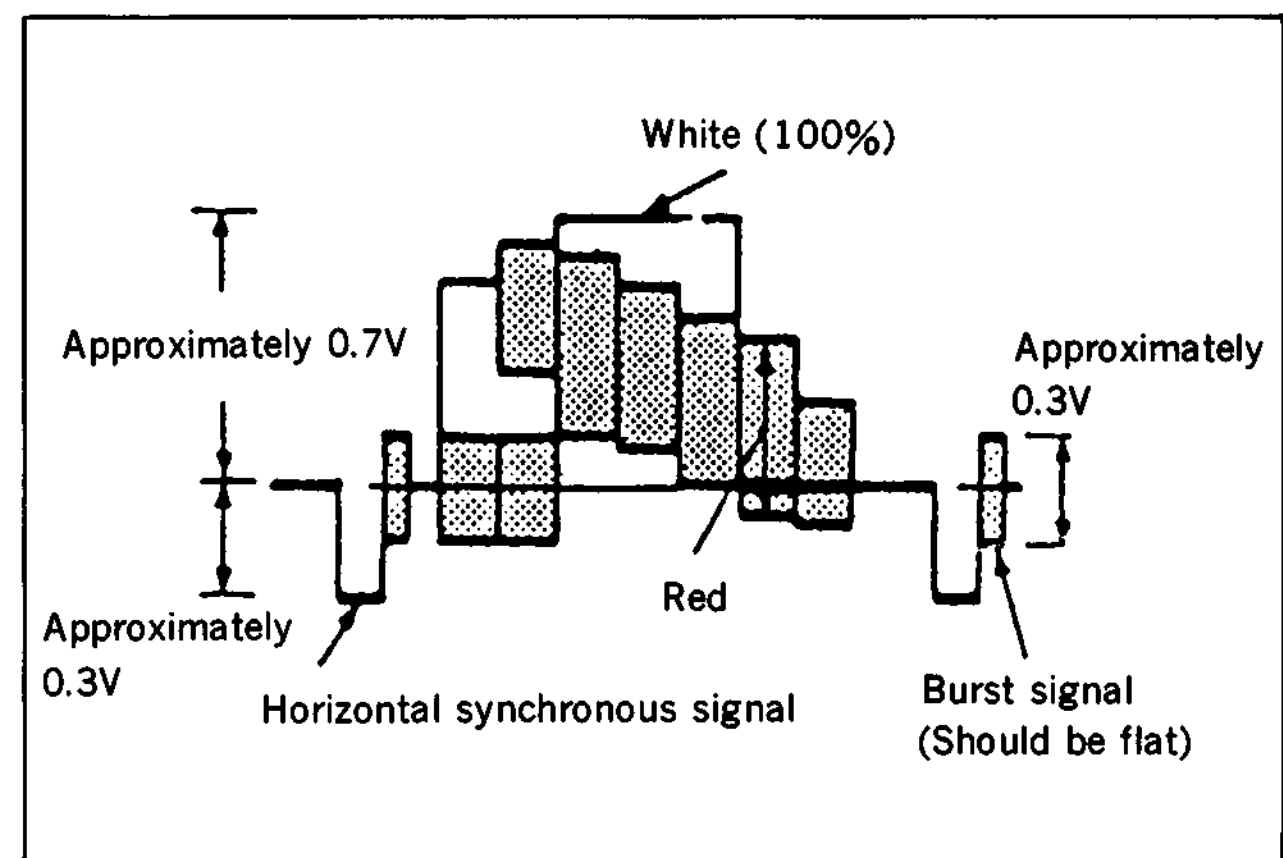 White (100%)
Approximately 0.7V
Approximately
0.3V
Red
Approximately
0.3V
Horizontal synchronous signal
Burst signal
(Should be flat)